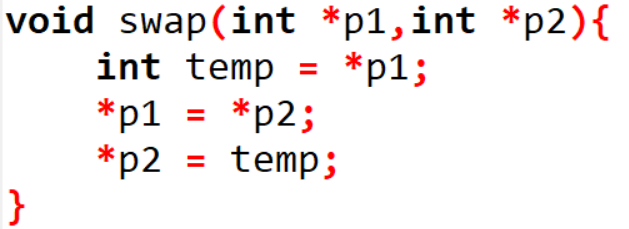 void swap(int *p1,int *p2){
    int temp = *p1;
    *p1 = *p2;
    *p2 = temp;
}